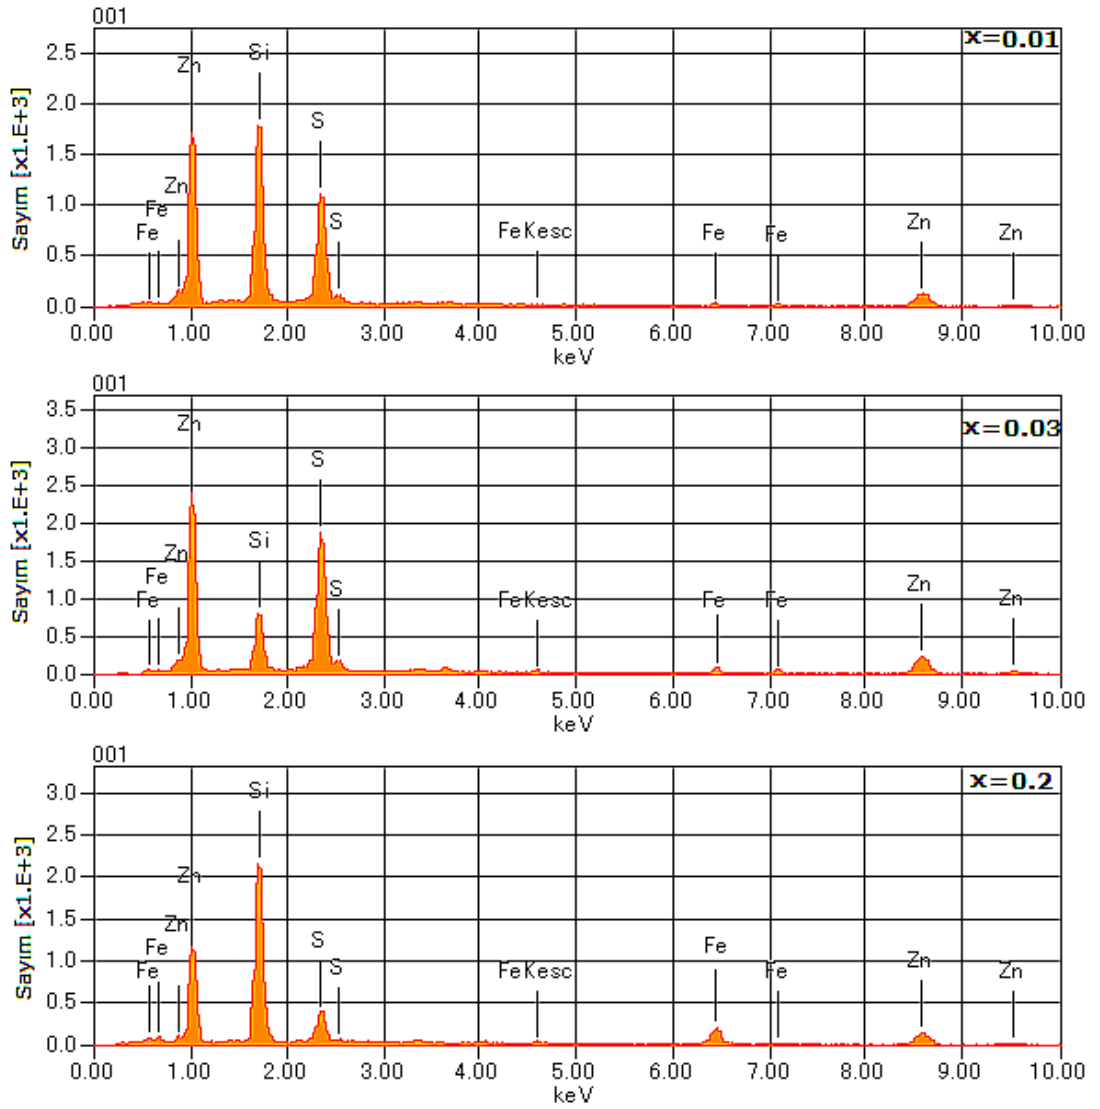 001
x=0.01
Sayım [x1.E+3]
2.5
2.0
1.5
1.0
0.5
0.0
Zn
Si
S
Zn
Fe
Fe
S
FeKesc
Fe
Fe
Zn
Zn
0.00 1.00 2.00 3.00 4.00 5.00 6.00 7.00 8.00 9.00 10.00
keV
001
x=0.03
Sayım [x1.E+3]
3.5
3.0
2.5
2.0
1.5
1.0
0.5
0.0
Zn
S
Si
Zn
Fe
Fe
S
FeKesc
Fe
Fe
Zn
Zn
0.00 1.00 2.00 3.00 4.00 5.00 6.00 7.00 8.00 9.00 10.00
keV
001
x=0.2
Sayım [x1.E+3]
3.0
2.5
2.0
1.5
1.0
0.5
0.0
Si
Zn
Zn
Fe
Fe
S
S
FeKesc
Fe
Fe
Zn
Zn
0.00 1.00 2.00 3.00 4.00 5.00 6.00 7.00 8.00 9.00 10.00
keV